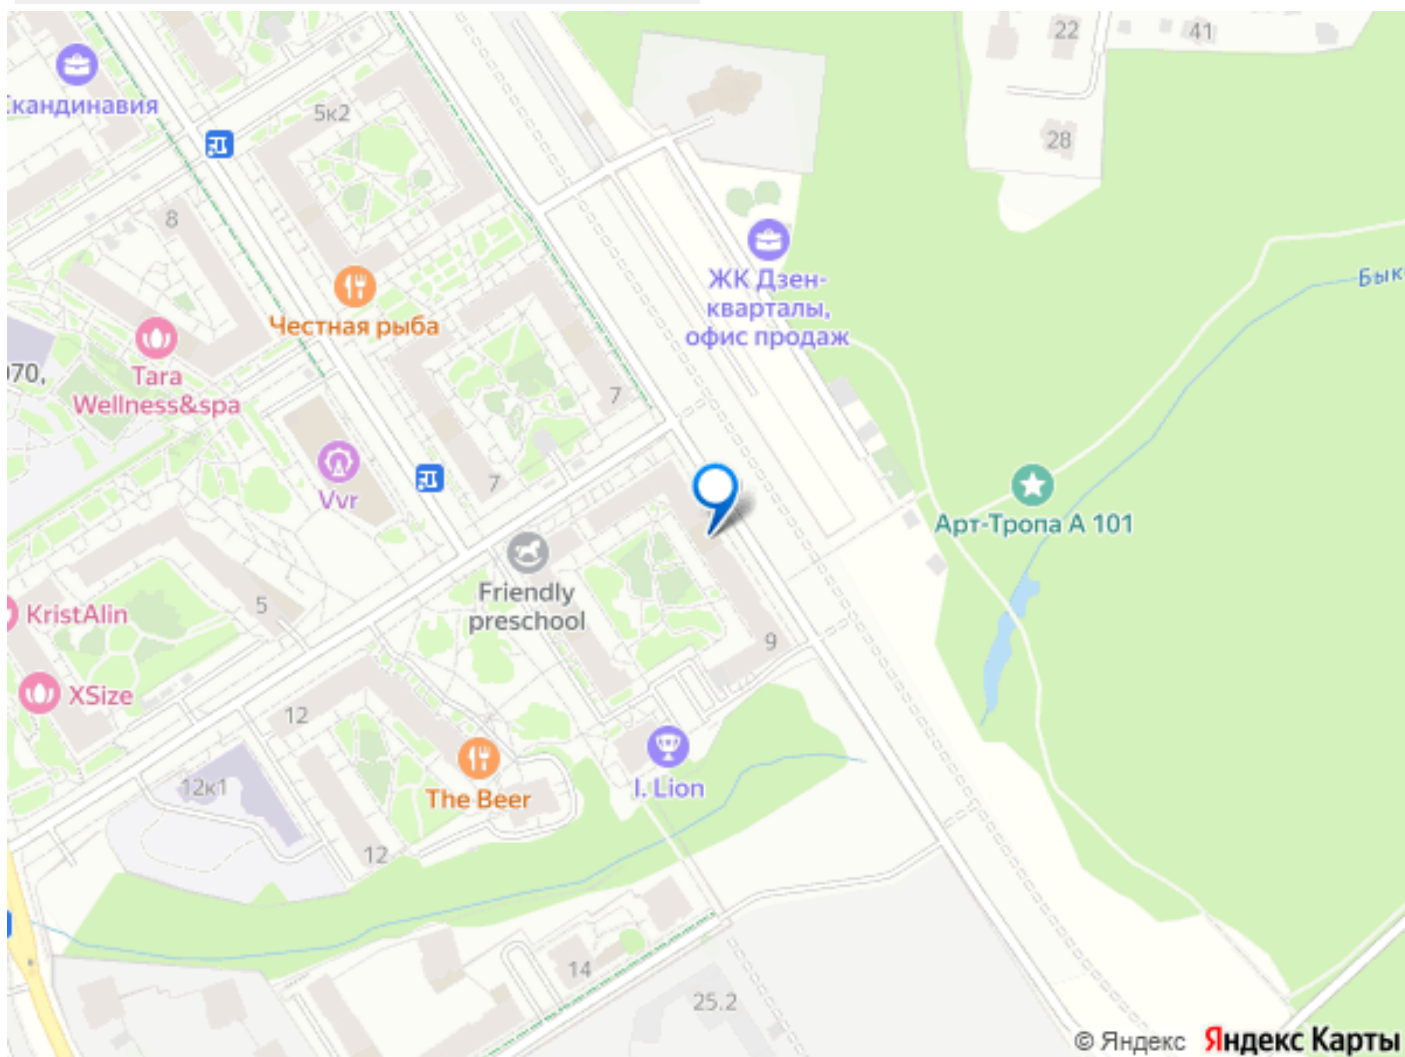 22
41
Скандинавия
5к2
28
8
Бык
ЖК Дзен-
кварталы,
офис продаж
Честная рыба
970,
Tara
Wellness&spa
7
Vvr
7
Арт-Тропа А 101
Friendly
preschool
5
KristAlin
9
XSize
12
12к1
I. Lion
The Beer
12
14
25.2
© Яндекс Яндекс Карты